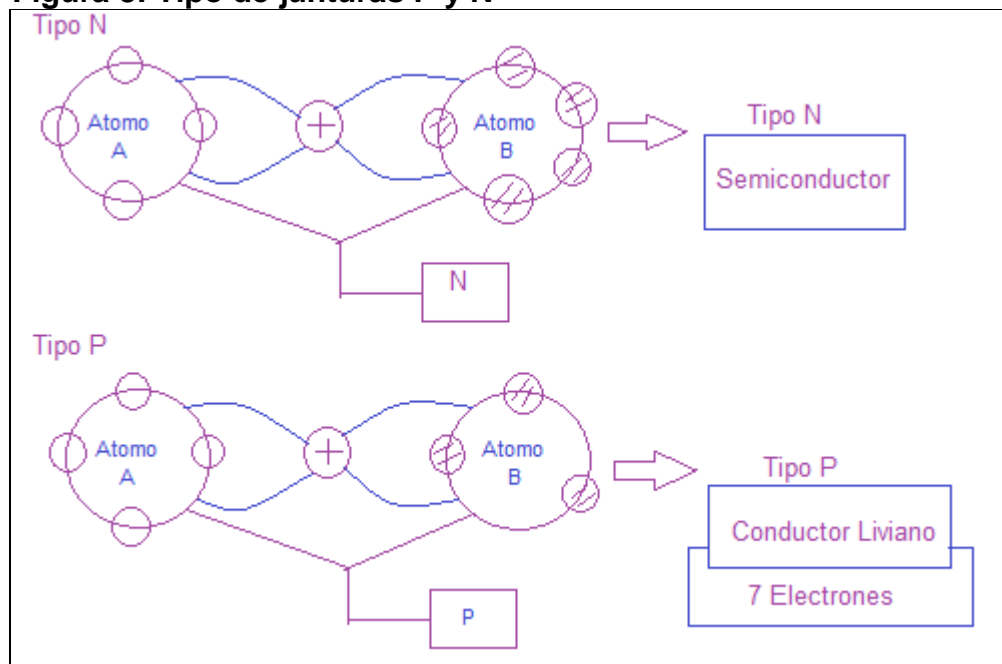 Tipo N
Atomo
A
Atomo
B
Tipo N
Semiconductor
N
Tipo P
Atomo
A
Atomo
B
Tipo P
Conductor Liviano
7 Electrones
P